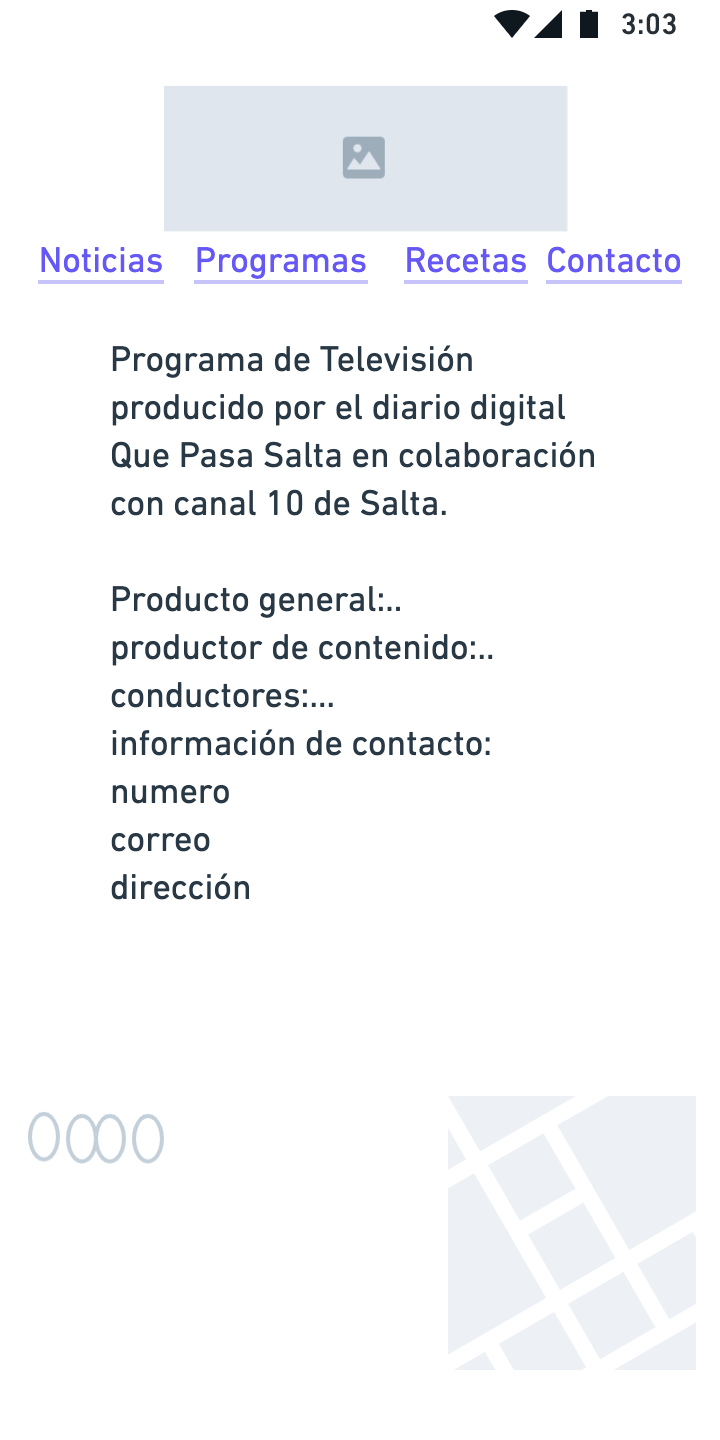 3:03
Noticias Programas Recetas Contacto
Programa de Televisión
producido por el diario digital
Que Pasa Salta en colaboración
con canal 10 de Salta.
Producto general:..
productor de contenido:..
conductores:...
información de contacto:
numero
correo
dirección